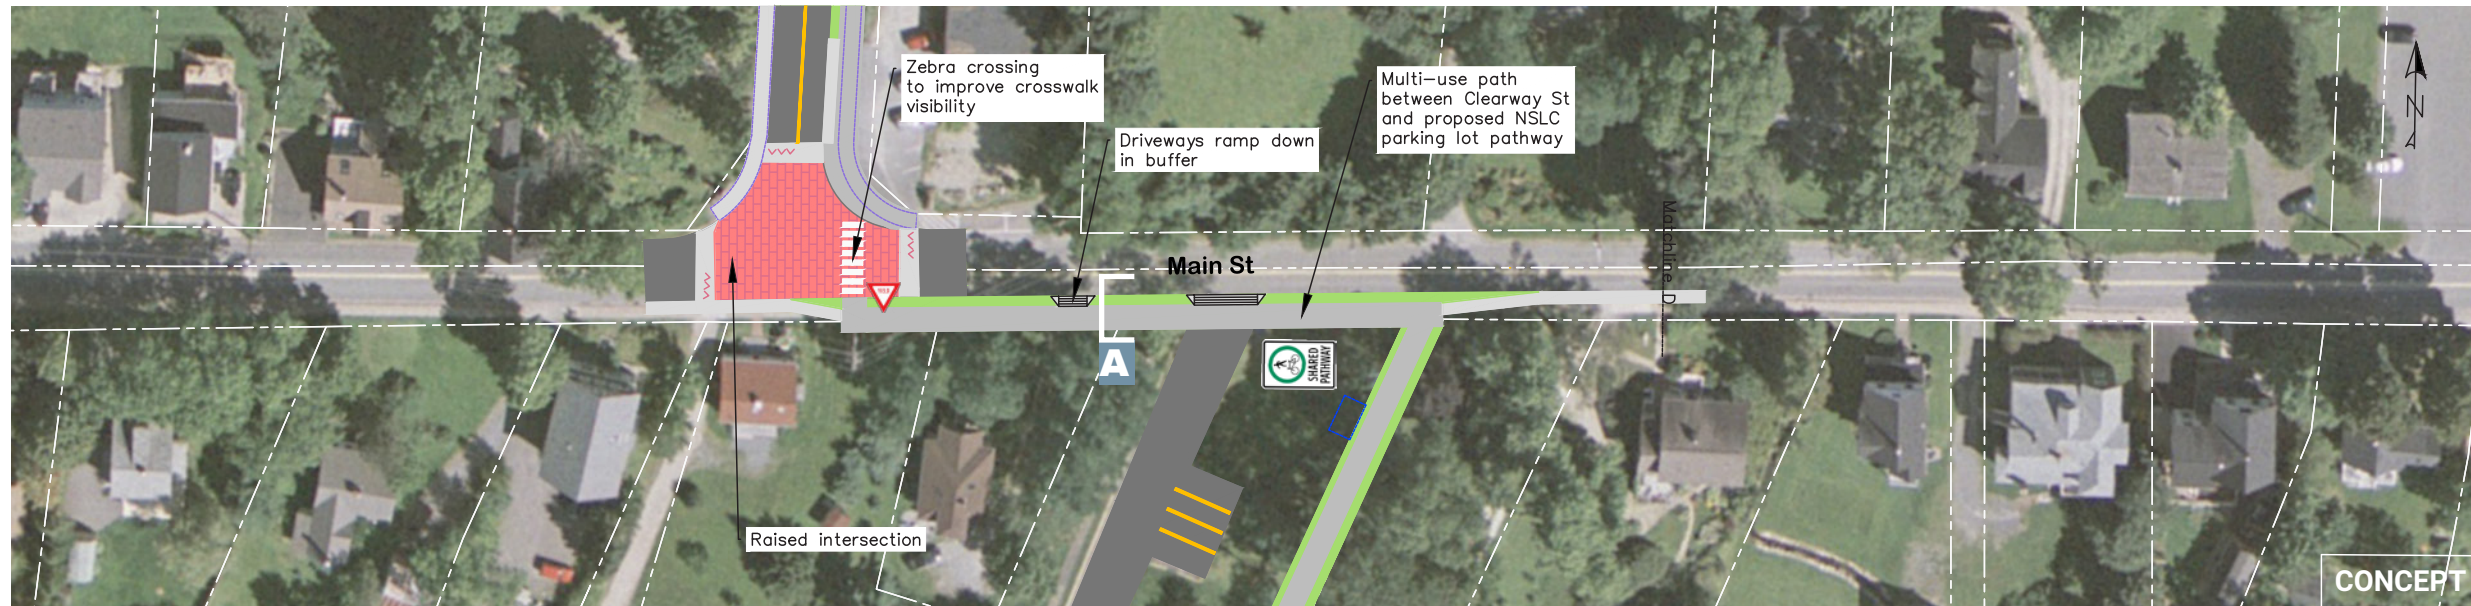 Zebra crossing
to improve crosswalk
visibility
Multi-use path
between Clearway St
and proposed NSLC
parking lot pathway
Driveways ramp down
in buffer
N
Matchline D
Main St
A
SHARED
PATHWAY
Raised intersection
CONCEPT